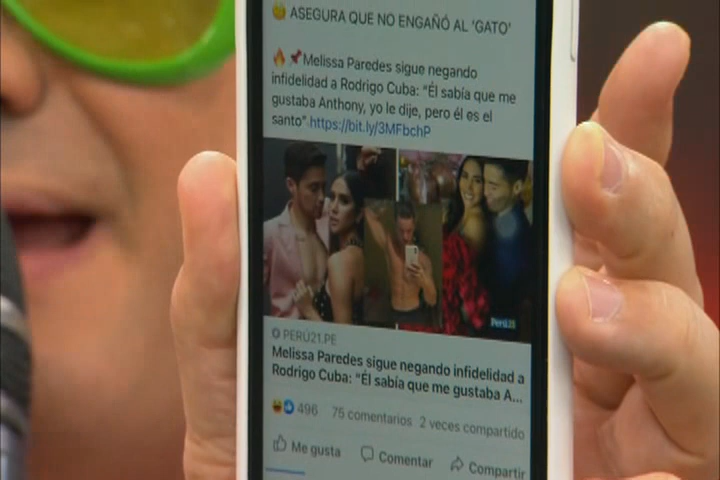 😏 ASEGURA QUE NO ENGAÑÓ AL 'GATO'
🔥📌Melissa Paredes sigue negando
infidelidad a Rodrigo Cuba: "Él sabía que me
gustaba Anthony, yo le dije, pero él es el
santo" https://bit.ly/3MFbchP
Perú21
PERU21.PE
Melissa Paredes sigue negando infidelidad a
Rodrigo Cuba: "Él sabía que me gustaba A...
496 75 comentarios 2 veces compartido
Me gusta Comentar Compartir